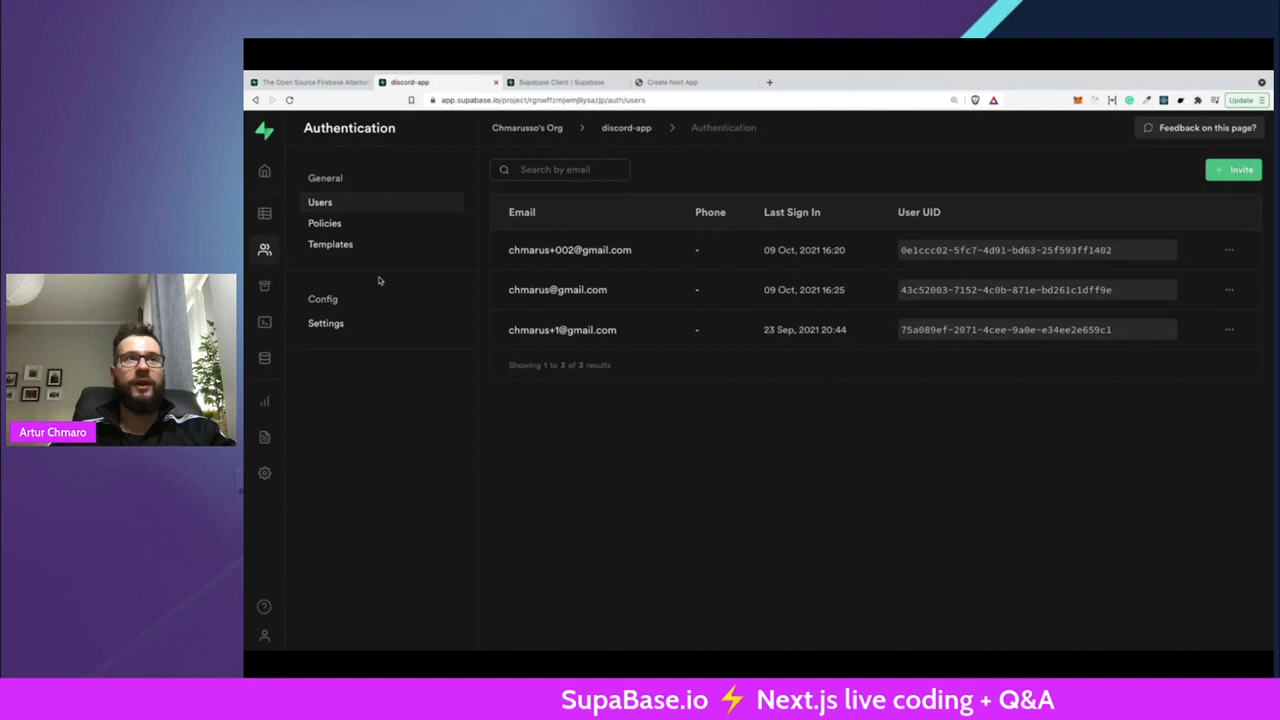 The Open Source Firebase Alterna
discord-app
Supabase Client | Supabase
Create Next App
app.supabase.io/project/rgnwffzmjwmjllysazjp/auth/users
Update
Authentication
Chmarusso's Org > discord-app > Authentication
Feedback on this page?
General
Users
Policies
Templates
Config
Settings
Search by email
+ Invite
Email Phone Last Sign In User UID
chmarus+002@gmail.com - 09 Oct, 2021 16:20 0e1ccc02-5fc7-4d91-bd63-25f593ff1402 ...
chmarus@gmail.com - 09 Oct, 2021 16:25 43c52003-7152-4c0b-871e-bd261c1dff9e ...
chmarus+1@gmail.com - 23 Sep, 2021 20:44 75a089ef-2071-4cee-9a0e-e34ee2e659c1 ...
Showing 1 to 3 of 3 results
Artur Chmaro
SupaBase.io ⚡ Next.js live coding + Q&A